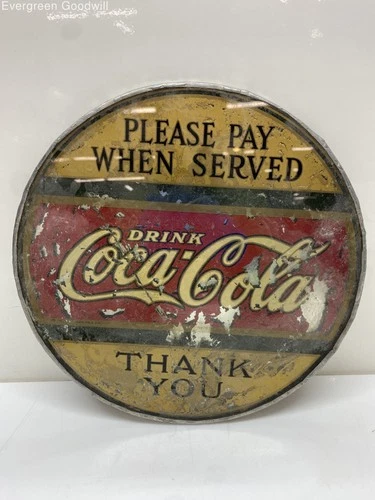 Evergreen Goodwill
PLEASE PAY
WHEN SERVED
DRINK
Coca-Cola
THANK
YOU